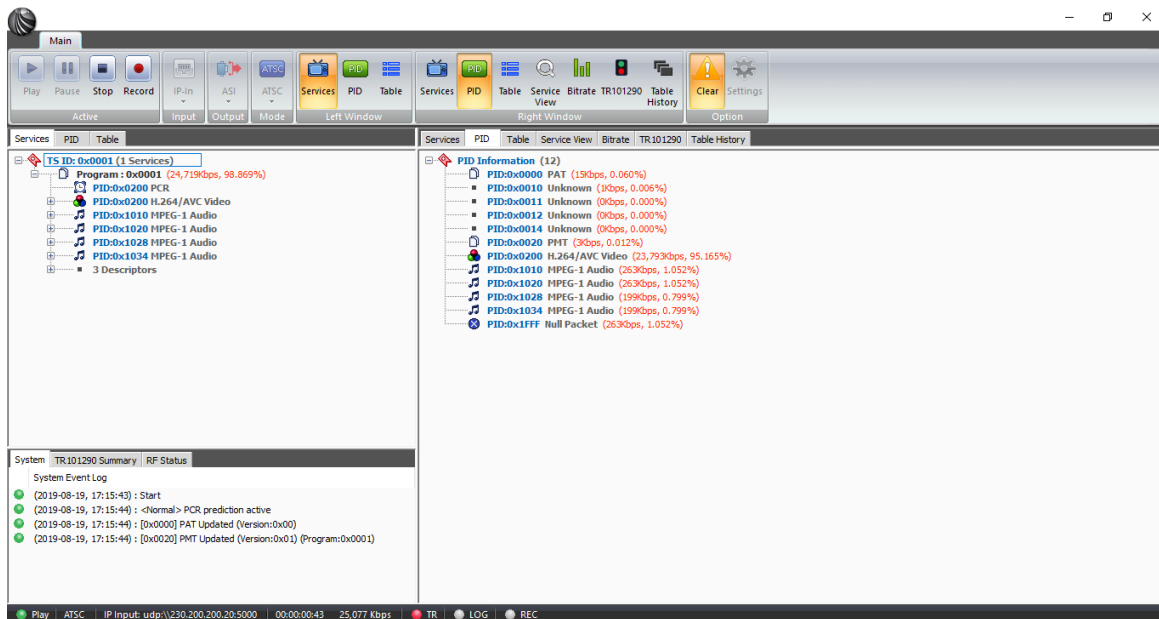 Main
Play Pause Stop Record IP-In ASI ATSC Services PID Table Services PID Table Service View Bitrate TR101290 Table History Clear Settings
Active Input Output Mode Left Window Right Window Option
Services PID Table
TS ID: 0x0001 (1 Services)
Program : 0x0001 (24,719Kbps, 98.869%)
PID:0x0200 PCR
PID:0x0200 H.264/AVC Video
PID:0x1010 MPEG-1 Audio
PID:0x1020 MPEG-1 Audio
PID:0x1028 MPEG-1 Audio
PID:0x1034 MPEG-1 Audio
3 Descriptors
Services PID Table Service View Bitrate TR101290 Table History
PID Information (12)
PID:0x0000 PAT (15Kbps, 0.060%)
PID:0x0010 Unknown (1Kbps, 0.006%)
PID:0x0011 Unknown (0Kbps, 0.000%)
PID:0x0012 Unknown (0Kbps, 0.000%)
PID:0x0014 Unknown (0Kbps, 0.000%)
PID:0x0020 PMT (3Kbps, 0.012%)
PID:0x0200 H.264/AVC Video (23,793Kbps, 95.165%)
PID:0x1010 MPEG-1 Audio (263Kbps, 1.052%)
PID:0x1020 MPEG-1 Audio (263Kbps, 1.052%)
PID:0x1028 MPEG-1 Audio (199Kbps, 0.799%)
PID:0x1034 MPEG-1 Audio (199Kbps, 0.799%)
PID:0x1FFF Null Packet (263Kbps, 1.052%)
System TR101290 Summary RF Status
System Event Log
(2019-08-19, 17:15:43) : Start
(2019-08-19, 17:15:44) : <Normal> PCR prediction active
(2019-08-19, 17:15:44) : [0x0000] PAT Updated (Version:0x00)
(2019-08-19, 17:15:44) : [0x0020] PMT Updated (Version:0x01) (Program:0x0001)
Play ATSC IP Input: udp:\\230.200.200.20:5000 00:00:00:43 25,077 Kbps TR LOG REC